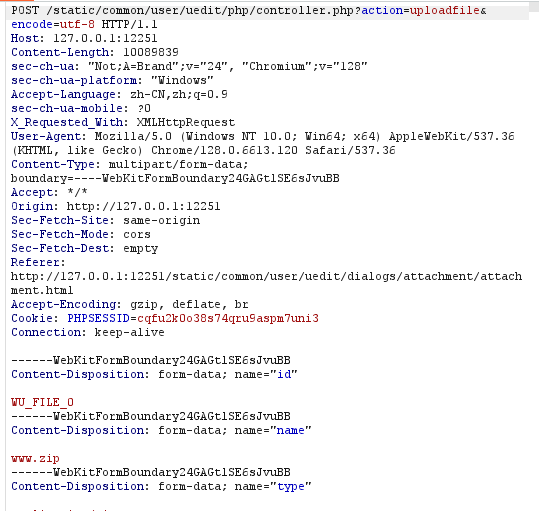 POST /static/common/user/uedit/php/controller.php?action=uploadfile&
encode=utf-8 HTTP/1.1
Host: 127.0.0.1:12251
Content-Length: 10089839
sec-ch-ua: "Not;A=Brand";v="24", "Chromium";v="128"
sec-ch-ua-platform: "Windows"
Accept-Language: zh-CN,zh;q=0.9
sec-ch-ua-mobile: ?0
X_Requested_With: XMLHttpRequest
User-Agent: Mozilla/5.0 (Windows NT 10.0; Win64; x64) AppleWebKit/537.36
(KHTML, like Gecko) Chrome/128.0.6613.120 Safari/537.36
Content-Type: multipart/form-data;
boundary=----WebKitFormBoundary24GAGtlSE6sJvuBB
Accept: */*
Origin: http://127.0.0.1:12251
Sec-Fetch-Site: same-origin
Sec-Fetch-Mode: cors
Sec-Fetch-Dest: empty
Referer:
http://127.0.0.1:12251/static/common/user/uedit/dialogs/attachment/attach
ment.html
Accept-Encoding: gzip, deflate, br
Cookie: PHPSESSID=cqfu2k0o38s74qru9aspm7uni3
Connection: keep-alive
------WebKitFormBoundary24GAGtlSE6sJvuBB
Content-Disposition: form-data; name="id"
WU_FILE_0
------WebKitFormBoundary24GAGtlSE6sJvuBB
Content-Disposition: form-data; name="name"
www.zip
------WebKitFormBoundary24GAGtlSE6sJvuBB
Content-Disposition: form-data; name="type"